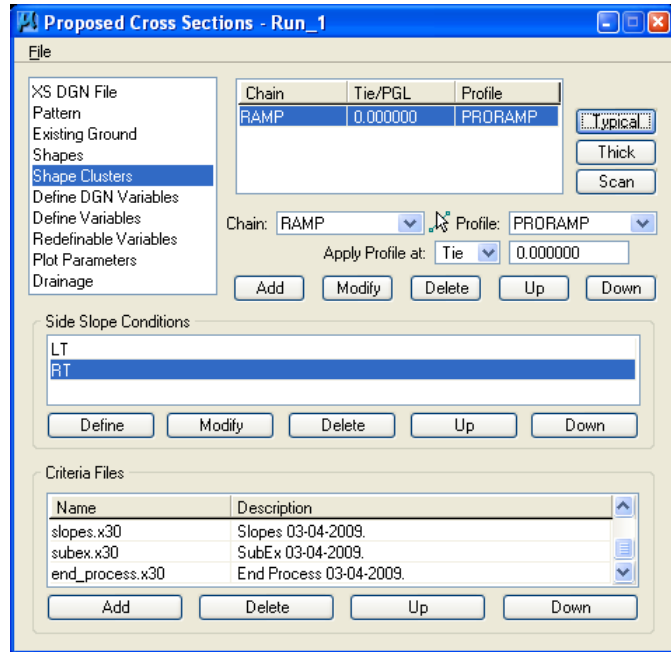 Proposed Cross Sections - Run_1
File
XS DGN File
Pattern
Existing Ground
Shapes
Shape Clusters
Define DGN Variables
Define Variables
Redefinable Variables
Plot Parameters
Drainage
Chain Tie/PGL Profile
RAMP 0.000000 PRORAMP
Typical
Thick
Scan
Chain: RAMP Profile: PRORAMP
Apply Profile at: Tie 0.000000
Add Modify Delete Up Down
Side Slope Conditions
LT
RT
Define Modify Delete Up Down
Criteria Files
Name Description
slopes.x30 Slopes 03-04-2009.
subex.x30 SubEx 03-04-2009.
end_process.x30 End Process 03-04-2009.
Add Delete Up Down